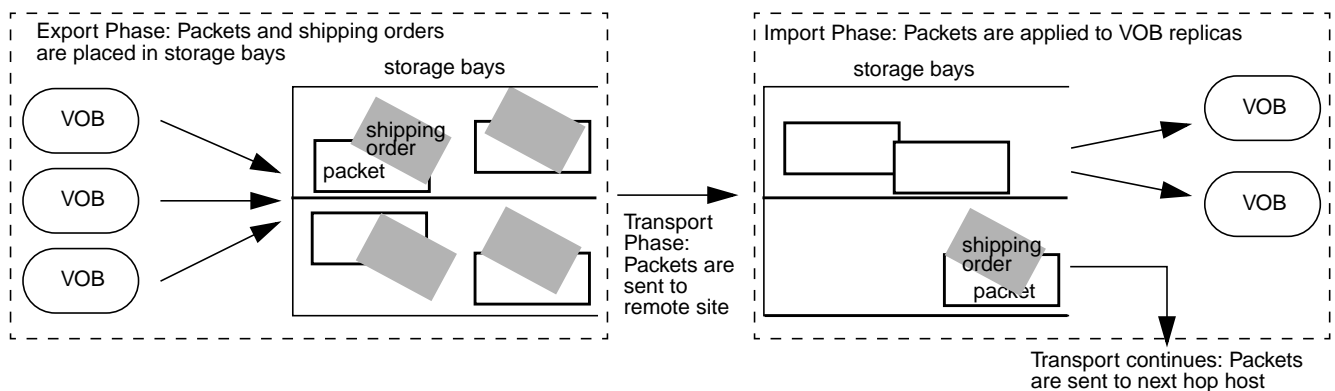 Export Phase: Packets and shipping orders
are placed in storage bays
storage bays
VOB
VOB
VOB
shipping
order
packet
Transport
Phase:
Packets are
sent to
remote site
Import Phase: Packets are applied to VOB replicas
storage bays
VOB
VOB
shipping
order
packet
Transport continues: Packets
are sent to next hop host